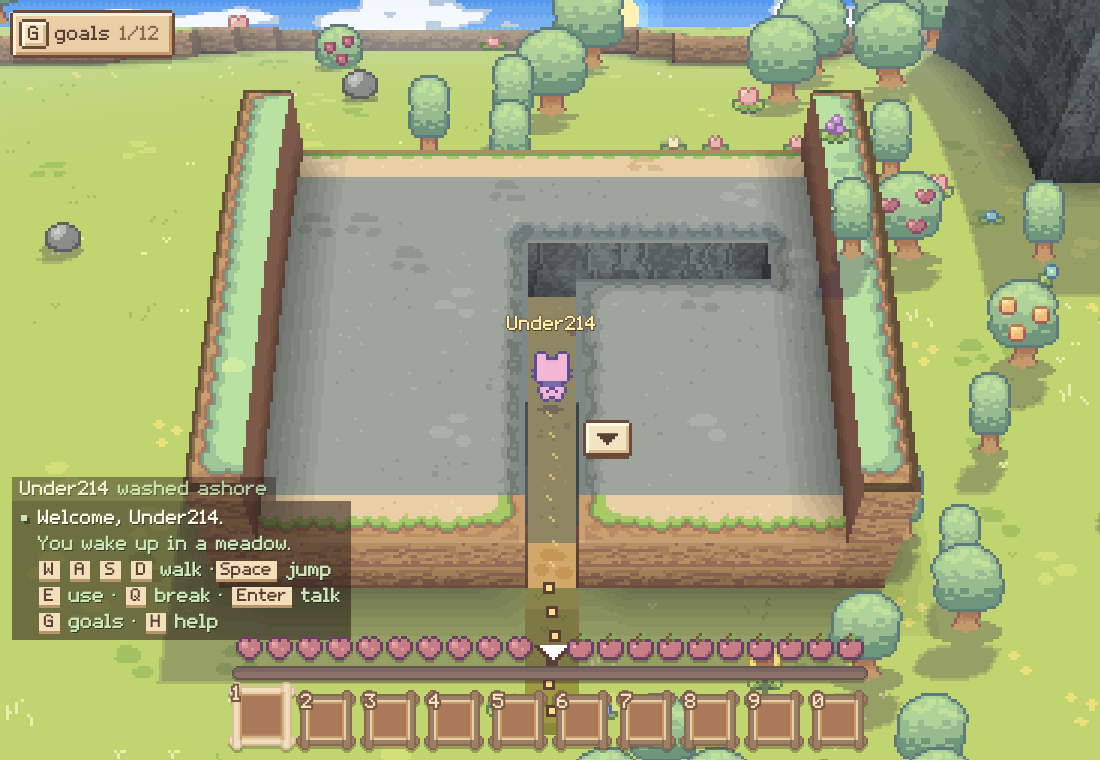 G goals 1/12
Under214
Under214 washed ashore
Welcome, Under214.
You wake up in a meadow.
W A S D walk · Space jump
E use · Q break · Enter talk
G goals · H help
1 2 3 4 5 6 7 8 9 0